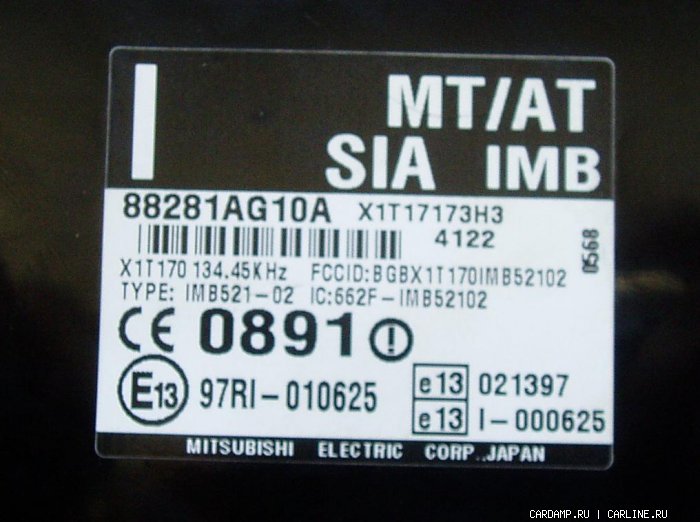 I MT/AT
SIA IMB
88281AG10A X1T17173H3
4122
0568
X1T170 134.45KHz FCCID:BGBX1T170IMB52102
TYPE: IMB521-02 IC:662F-IMB52102
CE 0891 !
E13 97RI-010625
e13 021397
e13 I-000625
MITSUBISHI ELECTRIC CORP.,JAPAN
CARDAMP.RU | CARLINE.RU